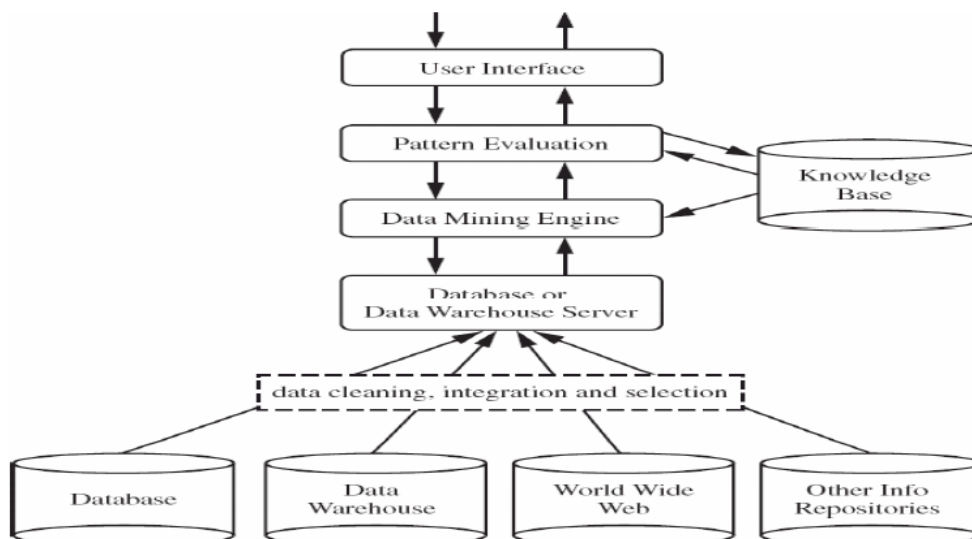 User Interface
Pattern Evaluation
Knowledge
Base
Data Mining Engine
Database or
Data Warehouse Server
data cleaning, integration and selection
Database
Data
Warehouse
World Wide
Web
Other Info
Repositories